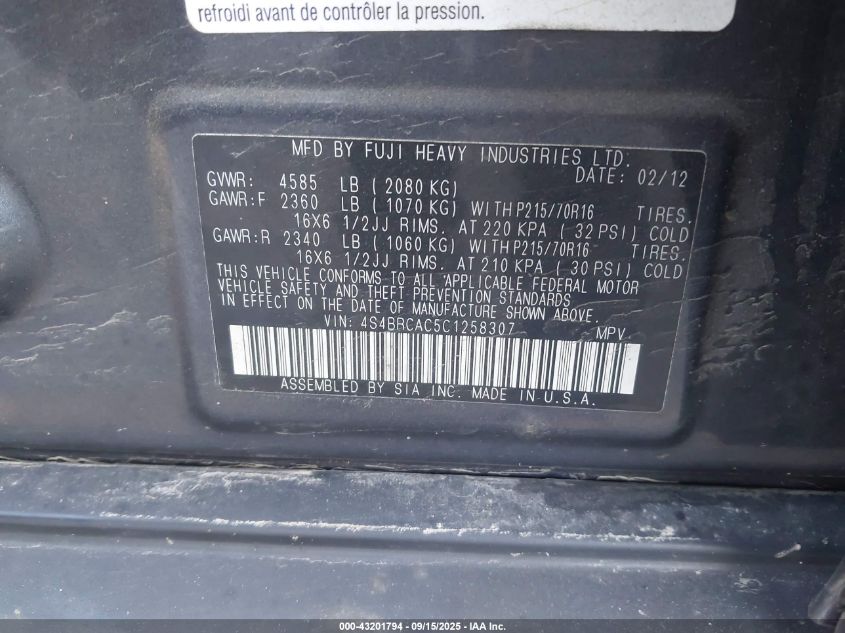 refroidi avant de contrôler la pression.
MFD BY FUJI HEAVY INDUSTRIES LTD.
DATE: 02/12
GVWR: 4585 LB (2080 KG)
GAWR:F 2360 LB (1070 KG) WITH P215/70R16 TIRES.
16X6 1/2JJ RIMS. AT 220 KPA (32 PSI) COLD
GAWR:R 2340 LB (1060 KG) WITH P215/70R16 TIRES.
16X6 1/2JJ RIMS. AT 210 KPA (30 PSI) COLD
THIS VEHICLE CONFORMS TO ALL APPLICABLE FEDERAL MOTOR
VEHICLE SAFETY AND THEFT PREVENTION STANDARDS
IN EFFECT ON THE DATE OF MANUFACTURE SHOWN ABOVE.
VIN: 4S4BRCAC5C1258307 MPV
ASSEMBLED BY SIA INC. MADE IN U.S.A.
000-43201794 - 09/15/2025 - IAA Inc.